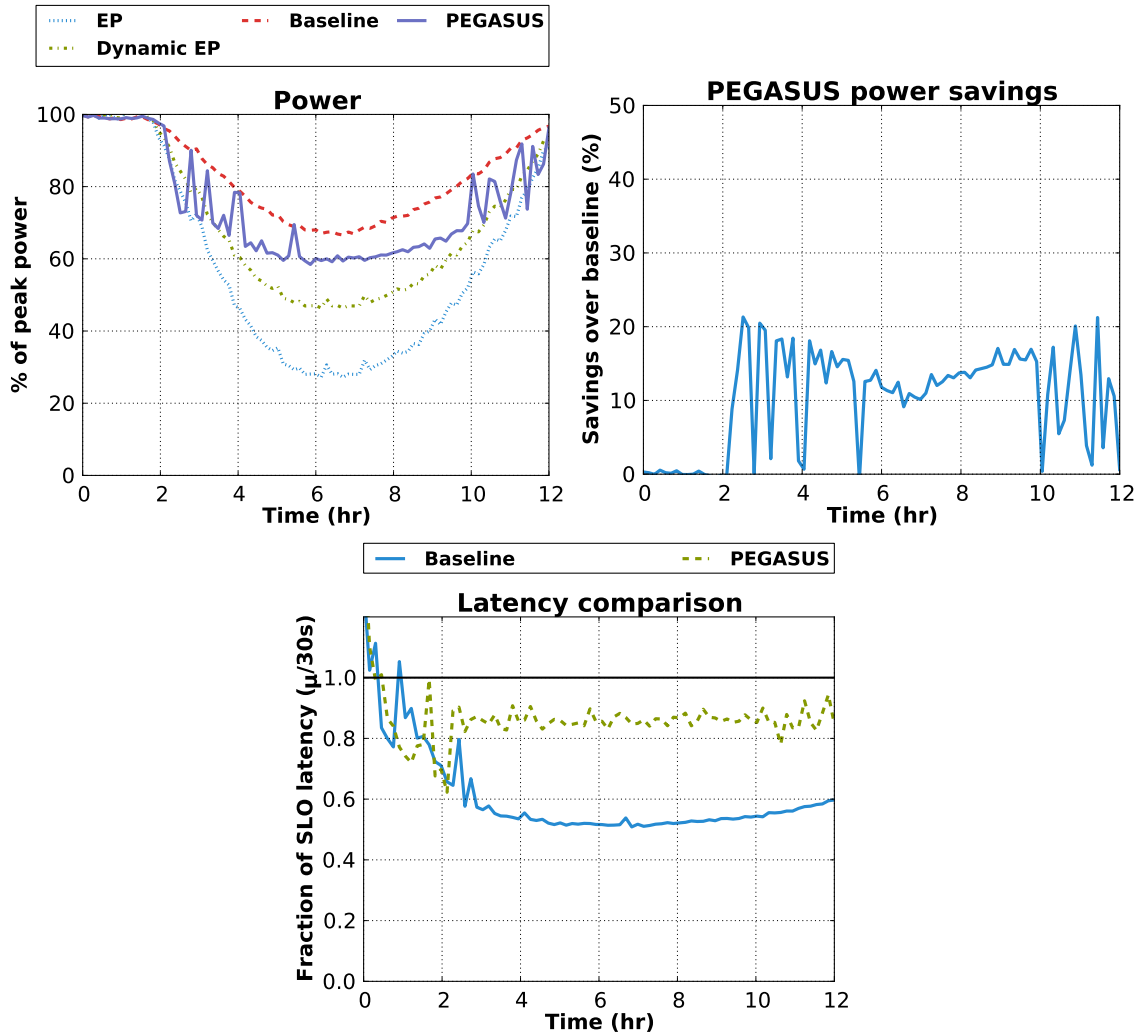 EP Baseline PEGASUS
Dynamic EP
Power
% of peak power
100
80
60
40
20
0
0 2 4 6 8 10 12
Time (hr)
PEGASUS power savings
Savings over baseline (%)
50
40
30
20
10
0
0 2 4 6 8 10 12
Time (hr)
Baseline PEGASUS
Latency comparison
Fraction of SLO latency (μ/30s)
1.0
0.8
0.6
0.4
0.2
0.0
0 2 4 6 8 10 12
Time (hr)